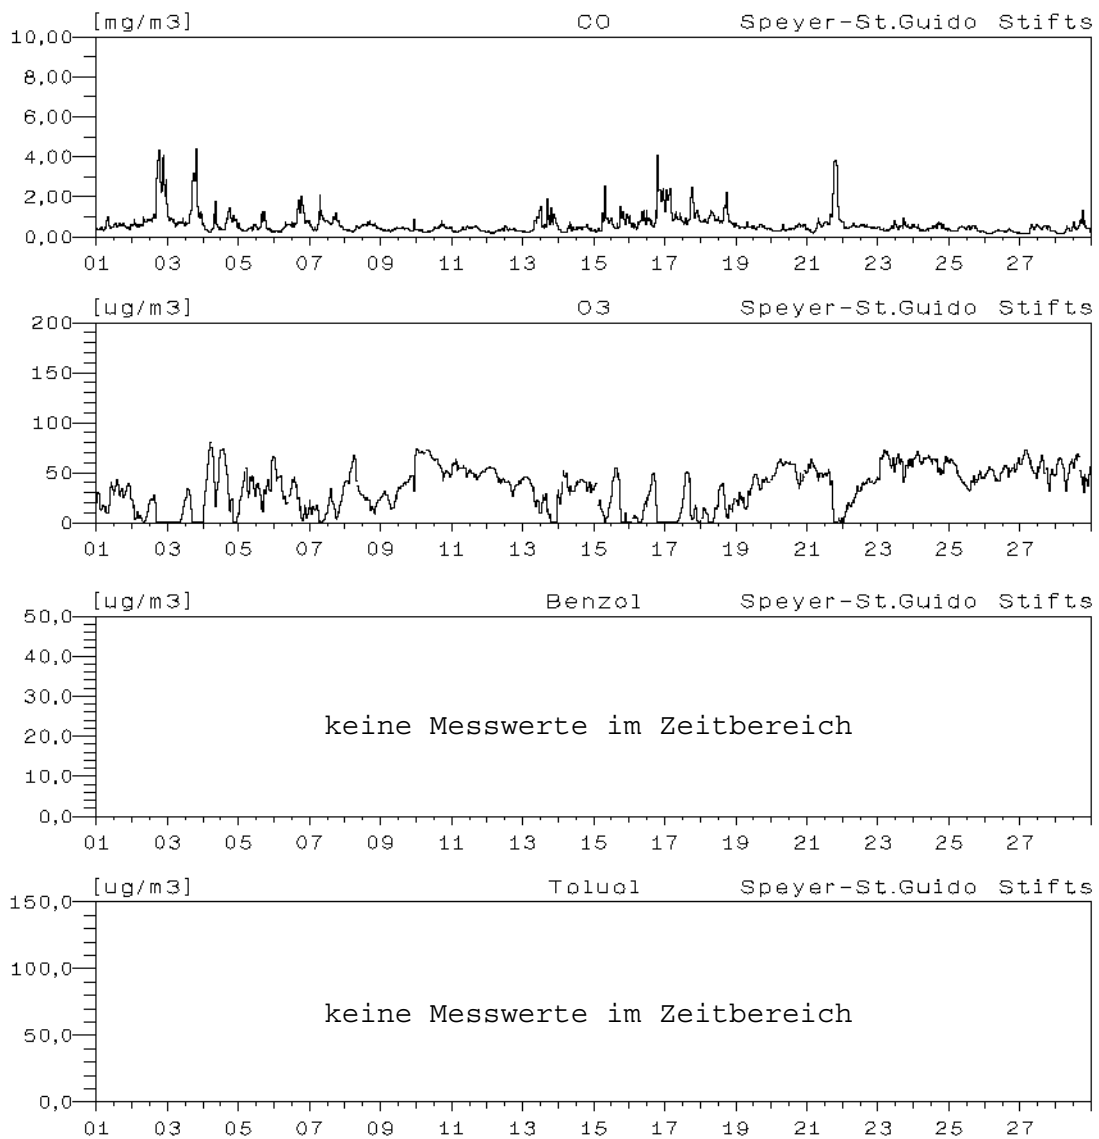 [mg/m3] CO Speyer-St.Guido Stifts
10,00
8,00
6,00
4,00
2,00
0,00
01 03 05 07 09 11 13 15 17 19 21 23 25 27
[ug/m3] O3 Speyer-St.Guido Stifts
200
150
100
50
0
01 03 05 07 09 11 13 15 17 19 21 23 25 27
[ug/m3] Benzol Speyer-St.Guido Stifts
50,0
40,0
30,0
keine Messwerte im Zeitbereich
20,0
10,0
0,0
01 03 05 07 09 11 13 15 17 19 21 23 25 27
[ug/m3] Toluol Speyer-St.Guido Stifts
150,0
100,0
keine Messwerte im Zeitbereich
50,0
0,0
01 03 05 07 09 11 13 15 17 19 21 23 25 27